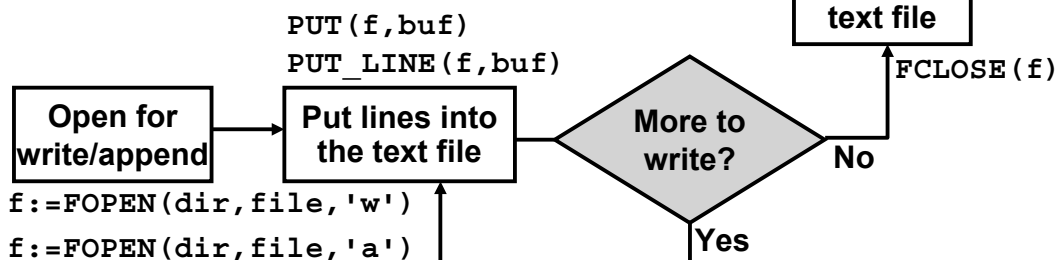 PUT(f,buf)
PUT_LINE(f,buf)
text file
FCLOSE(f)
Open for
write/append
Put lines into
the text file
More to
write?
No
f:=FOPEN(dir,file,'w')
f:=FOPEN(dir,file,'a')
Yes